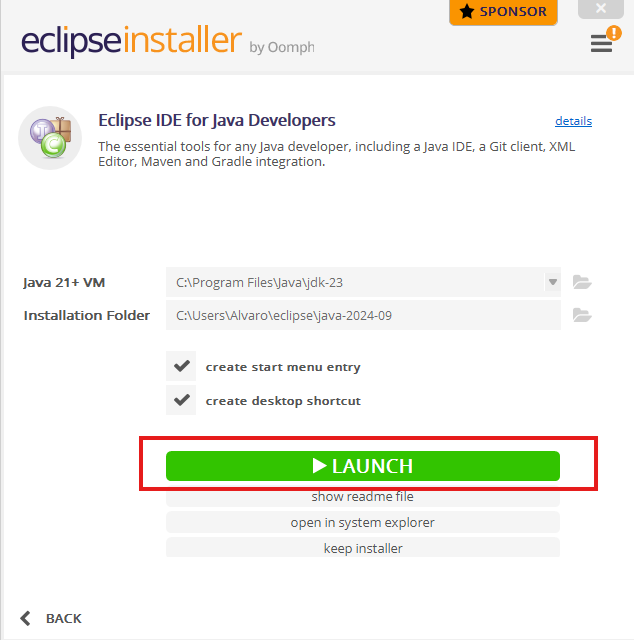 SPONSOR
eclipseinstaller by Oomph
Eclipse IDE for Java Developers
details
The essential tools for any Java developer, including a Java IDE, a Git client, XML
Editor, Maven and Gradle integration.
Java 21+ VM
C:\Program Files\Java\jdk-23
Installation Folder
C:\Users\Alvaro\eclipse\java-2024-09
create start menu entry
create desktop shortcut
LAUNCH
show readme file
open in system explorer
keep installer
BACK